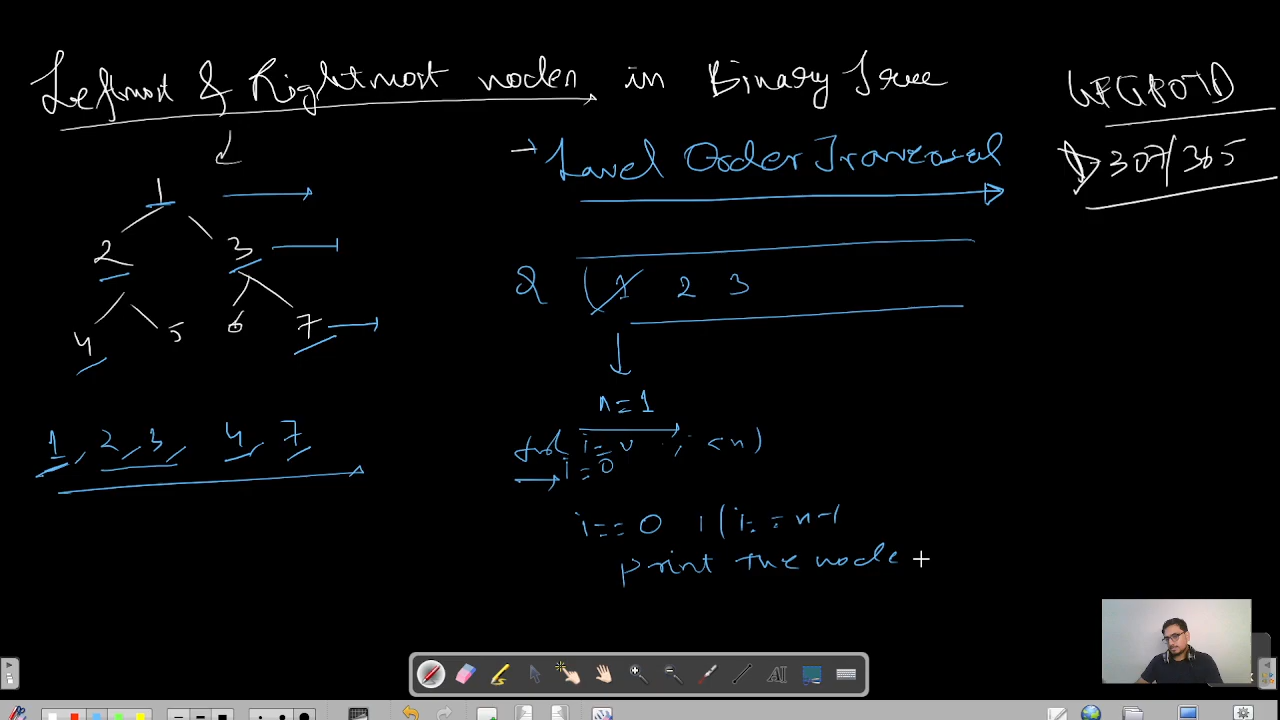 Leftmost & Rightmost nodes in Binary Tree
GFGPOTD
D 307/365
→ Level Order Traversal
1
2 3
4 5 6 7
Q 1 2 3
n=1
for( i=0 ; i<n)
i=0
i==0 || i==n-1
print the node
1, 2, 3, 4, 7